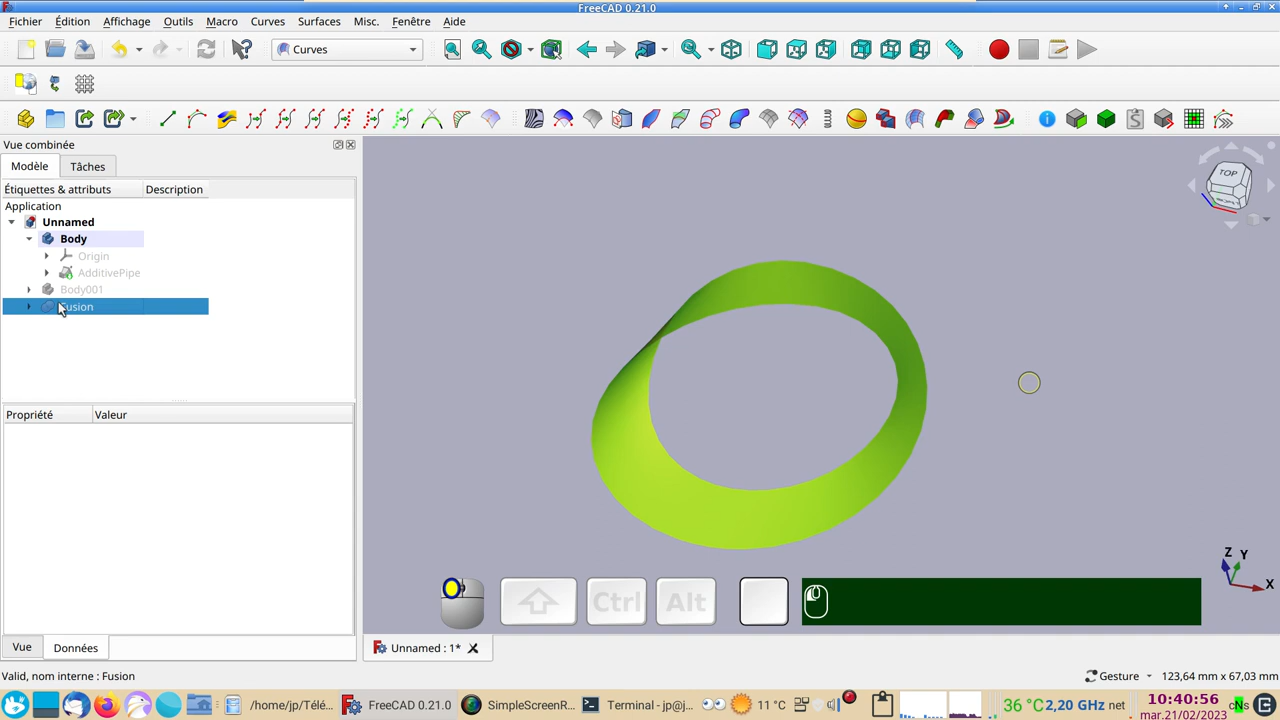 FreeCAD 0.21.0
Fichier Édition Affichage Outils Macro Curves Surfaces Misc. Fenêtre Aide
Curves
Vue combinée
Modèle Tâches
Étiquettes & attributs Description
Application
Unnamed
Body
Origin
AdditivePipe
Body001
Fusion
Propriété Valeur
TOP
Z Y
X
Ctrl Alt
Vue Données
Unnamed : 1*
Valid, nom interne : Fusion
Gesture 123,64 mm x 67,03 mm
/home/jp/Télé... FreeCAD 0.21.0 SimpleScreenR... Terminal - jp@j... 11 °C 36 °C 2,20 GHz net 10:40:56 cNs
mar.21/02/2023